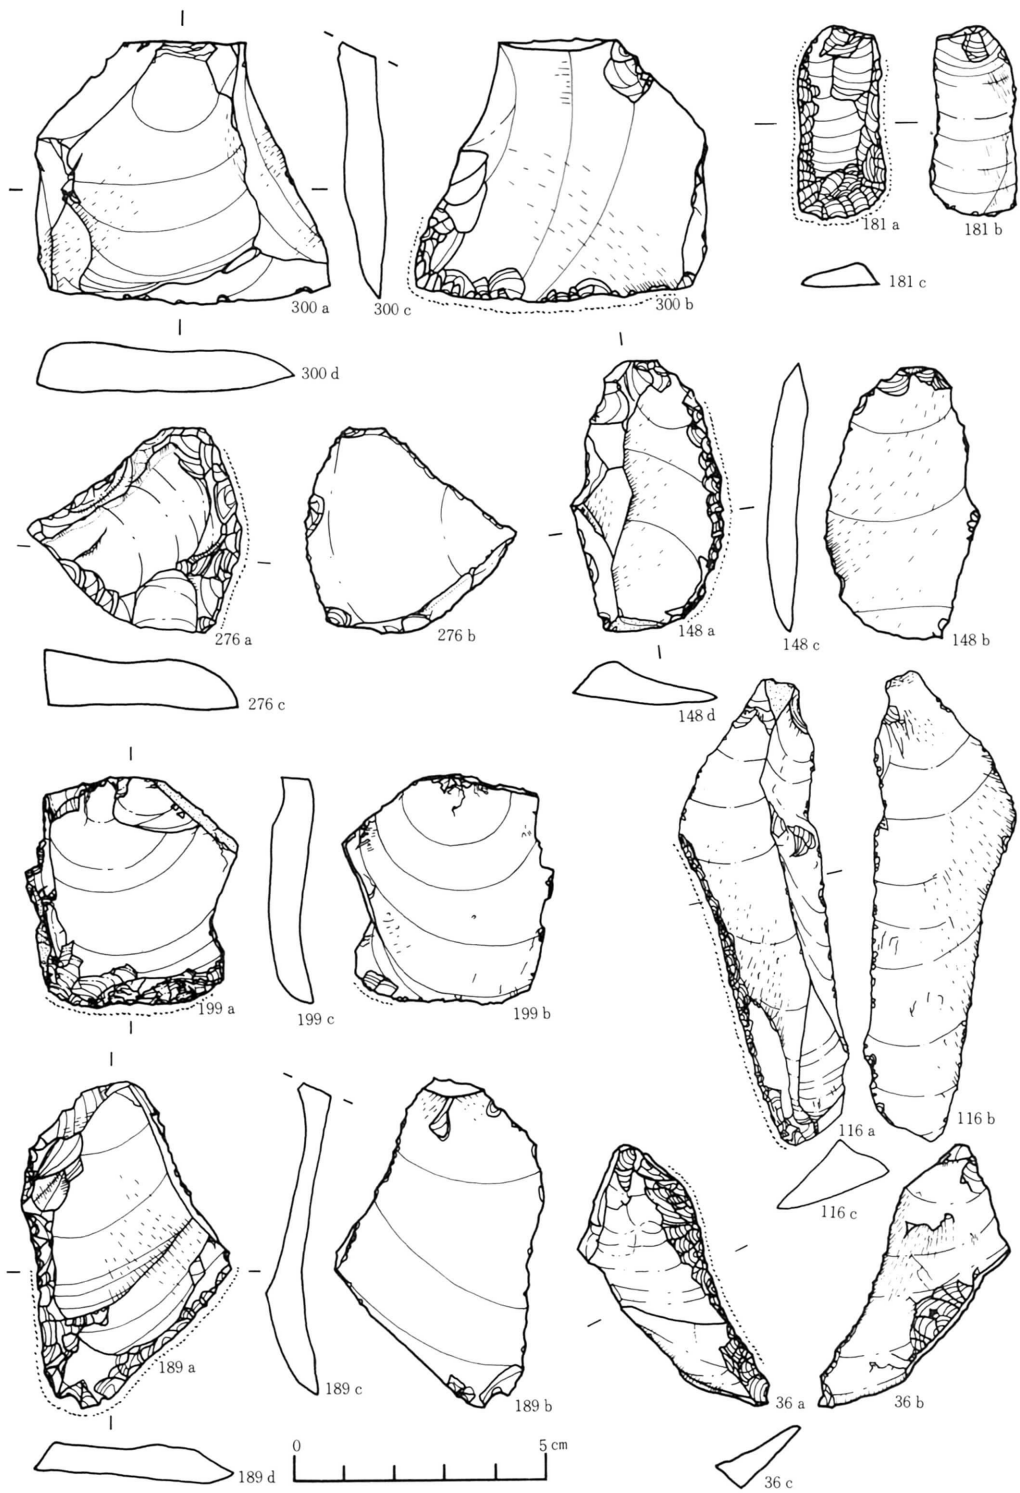 181 a
181 b
300 a
300 c
300 b
181 c
300 d
276 a
276 b
148 a
148 c
148 b
276 c
148 d
199 a
199 c
199 b
116 a
116 b
116 c
189 a
189 c
189 b
36 a
36 b
0
5 cm
189 d
36 c